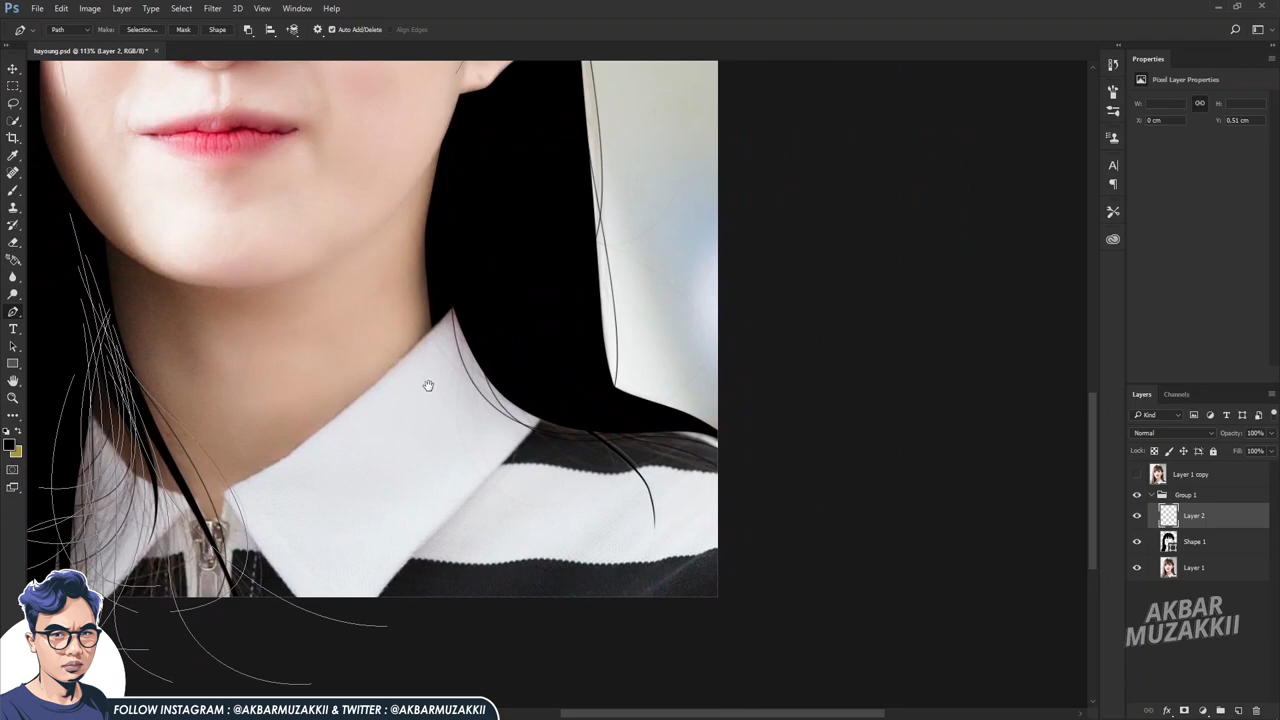 Ps File Edit Image Layer Type Select Filter 3D View Window Help
Path Make: Selection... Mask Shape Auto Add/Delete Align Edges
hayoung.psd @ 113% (Layer 2, RGB/8) * ×
Properties
Pixel Layer Properties
W: H:
X: 0 cm Y: 0.51 cm
Layers Channels
Kind
Normal Opacity: 100%
Lock: Fill: 100%
Layer 1 copy
Group 1
Layer 2
Shape 1
Layer 1
AKBAR
MUZAKKII
FOLLOW INSTAGRAM : @AKBARMUZAKKII & TWITTER : @AKBARMUZAKKII